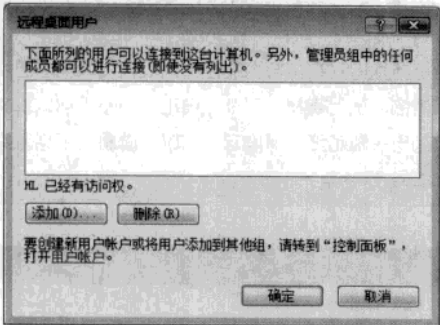 远程桌面用户
下面所列的用户可以连接到这台计算机。另外，管理员组中的任何
成员都可以进行连接(即使没有列出)。
ML 已经有访问权。
添加(D)... 删除(R)
要创建新用户帐户或将用户添加到其他组，请转到“控制面板”，
打开用户帐户。
确定 取消